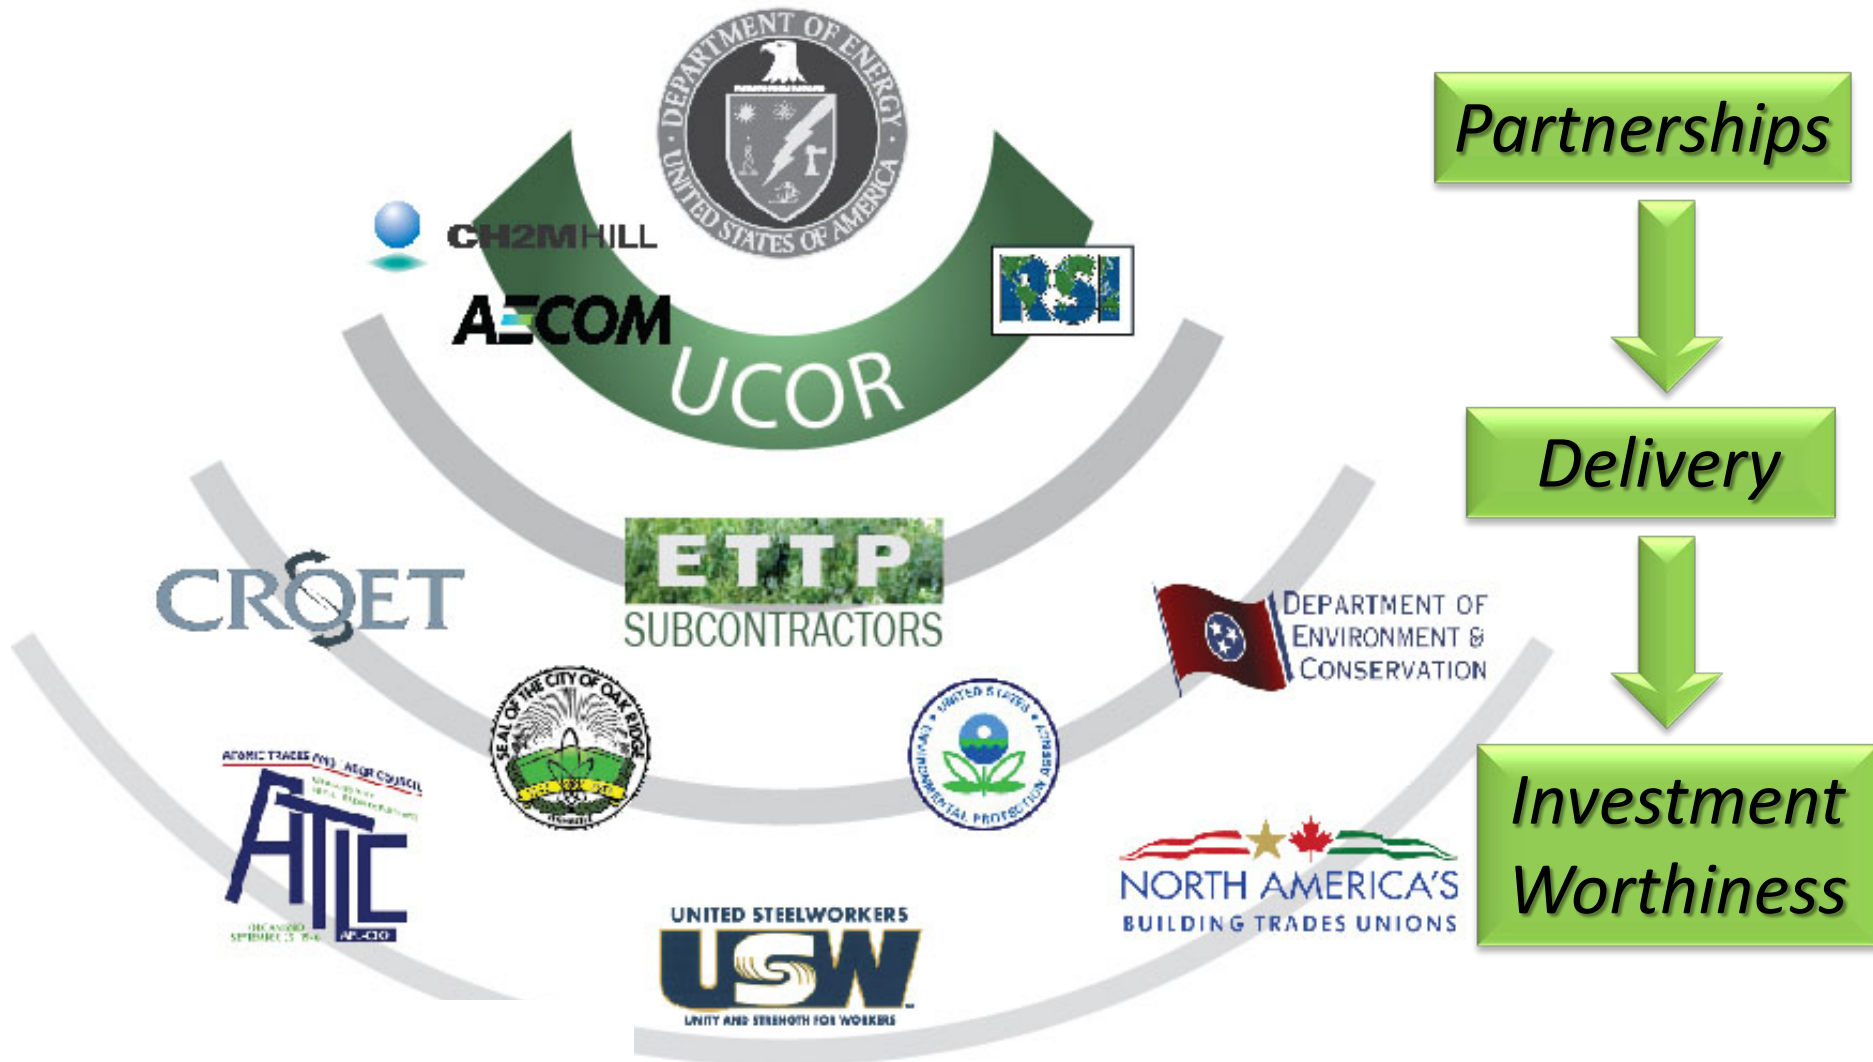 DEPARTMENT OF ENERGY
UNITED STATES OF AMERICA
CH2MHILL
AECOM
RSI
UCOR
ETTP
SUBCONTRACTORS
CROET
SEAL OF THE CITY OF OAK RIDGE
UNITED STATES
ENVIRONMENTAL PROTECTION AGENCY
DEPARTMENT OF
ENVIRONMENT &
CONSERVATION
ATOMIC TRADES AND LABOR COUNCIL
ATLC
AFL-CIO
UNITED STEELWORKERS
USW
UNITY AND STRENGTH FOR WORKERS
NORTH AMERICA'S
BUILDING TRADES UNIONS
Partnerships
Delivery
Investment
Worthiness